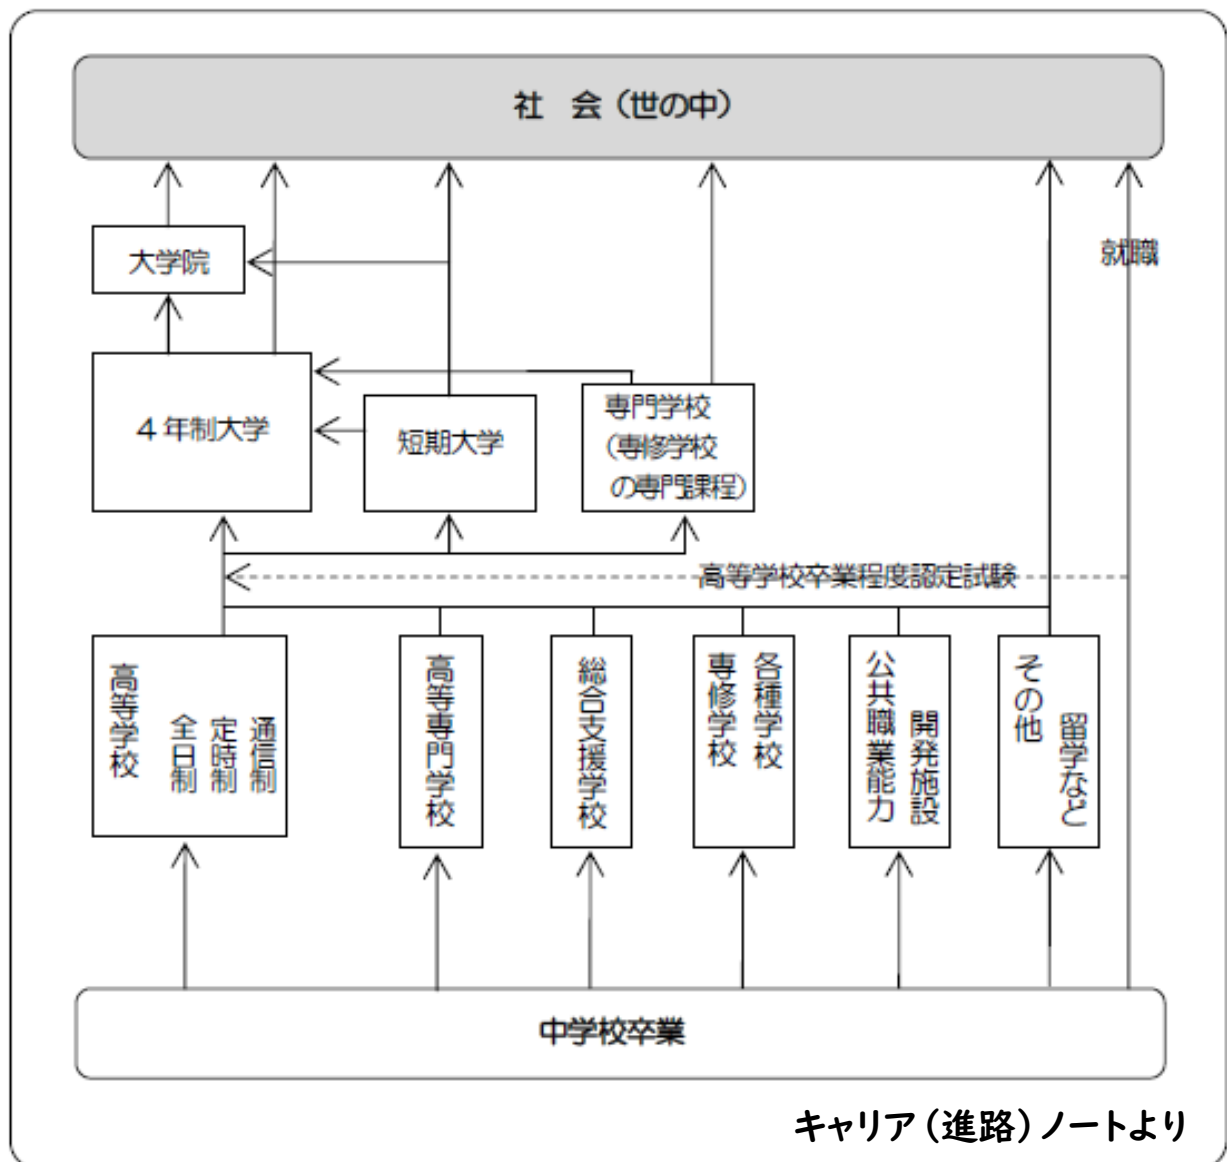 社　会（世の中）
就職
大学院
４年制大学
短期大学
専門学校
（専修学校
の専門課程）
高等学校卒業程度認定試験
高等学校
全日制
定時制
通信制
高等専門学校
総合支援学校
各種学校
専修学校
公共職業能力
開発施設
その他
留学など
中学校卒業
キャリア（進路）ノートより